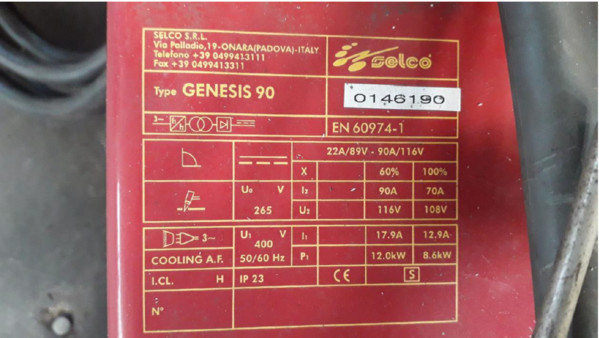 SELCO S.R.L.
Via Palladio,19-ONARA(PADOVA)-ITALY
Telefono +39 0499413111
Fax +39 0499413311
selco
Type GENESIS 90
0146190
3~
EN 60974-1
22A/89V - 90A/116V
X 60% 100%
U₀ V I₂ 90A 70A
265 U₂ 116V 108V
3~ U₁ V I₁ 17.9A 12.9A
400
COOLING A.F. 50/60 Hz P₁ 12.0kW 8.6kW
I.CL. H IP 23 CE S
N°